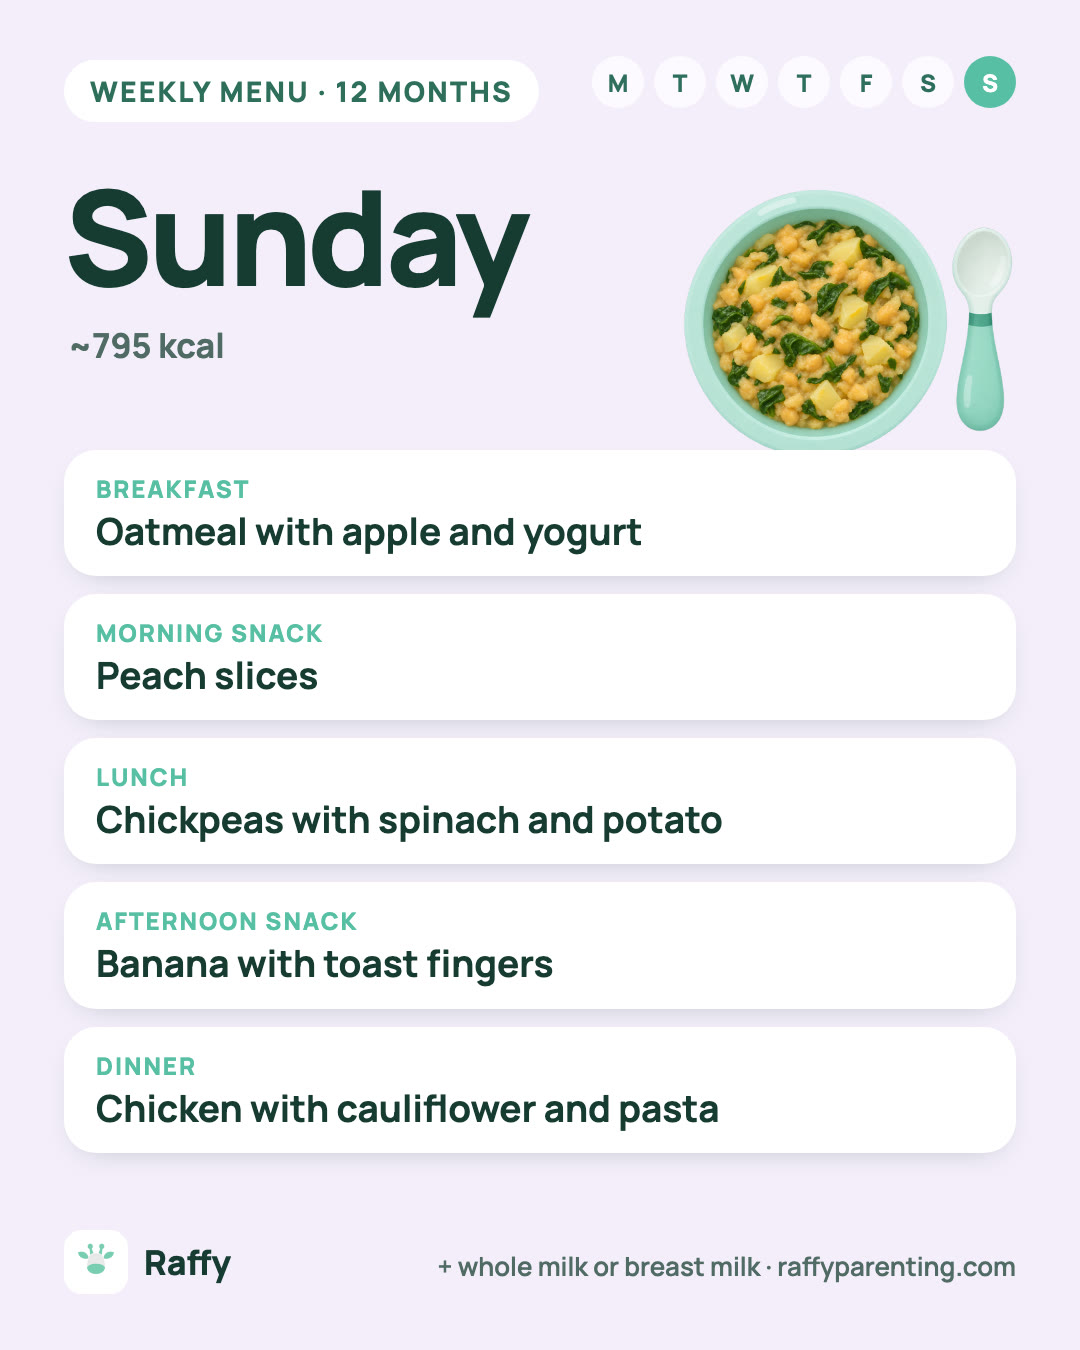 WEEKLY MENU · 12 MONTHS
M T W T F S S
Sunday
~795 kcal
BREAKFAST
Oatmeal with apple and yogurt
MORNING SNACK
Peach slices
LUNCH
Chickpeas with spinach and potato
AFTERNOON SNACK
Banana with toast fingers
DINNER
Chicken with cauliflower and pasta
Raffy
+ whole milk or breast milk · raffyparenting.com